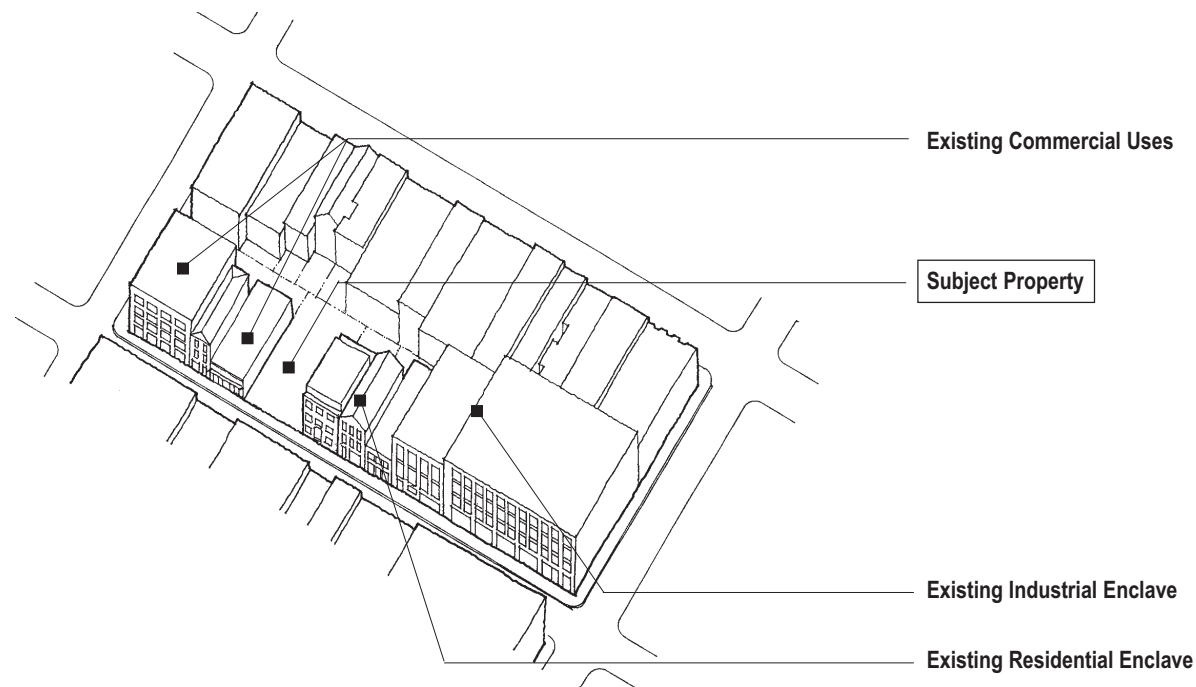 Existing Commercial Uses
Subject Property
Existing Industrial Enclave
Existing Residential Enclave